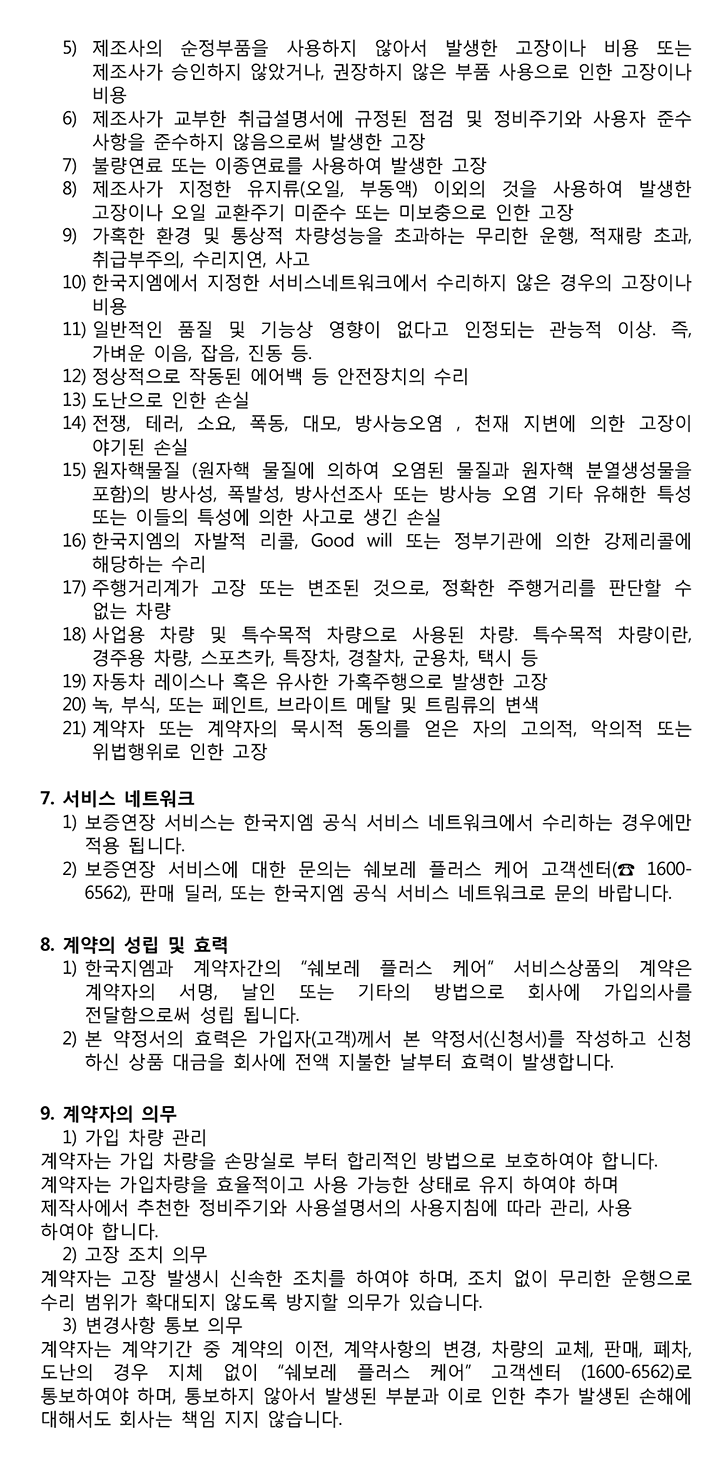 5) 제조사의 순정부품을 사용하지 않아서 발생한 고장이나 비용 또는
제조사가 승인하지 않았거나, 권장하지 않은 부품 사용으로 인한 고장이나
비용
6) 제조사가 교부한 취급설명서에 규정된 점검 및 정비주기와 사용자 준수
사항을 준수하지 않음으로써 발생한 고장
7) 불량연료 또는 이종연료를 사용하여 발생한 고장
8) 제조사가 지정한 유지류(오일, 부동액) 이외의 것을 사용하여 발생한
고장이나 오일 교환주기 미준수 또는 미보충으로 인한 고장
9) 가혹한 환경 및 통상적 차량성능을 초과하는 무리한 운행, 적재랑 초과,
취급부주의, 수리지연, 사고
10) 한국지엠에서 지정한 서비스네트워크에서 수리하지 않은 경우의 고장이나
비용
11) 일반적인 품질 및 기능상 영향이 없다고 인정되는 관능적 이상. 즉,
가벼운 이음, 잡음, 진동 등.
12) 정상적으로 작동된 에어백 등 안전장치의 수리
13) 도난으로 인한 손실
14) 전쟁, 테러, 소요, 폭동, 대모, 방사능오염 , 천재 지변에 의한 고장이
야기된 손실
15) 원자핵물질 (원자핵 물질에 의하여 오염된 물질과 원자핵 분열생성물을
포함)의 방사성, 폭발성, 방사선조사 또는 방사능 오염 기타 유해한 특성
또는 이들의 특성에 의한 사고로 생긴 손실
16) 한국지엠의 자발적 리콜, Good will 또는 정부기관에 의한 강제리콜에
해당하는 수리
17) 주행거리계가 고장 또는 변조된 것으로, 정확한 주행거리를 판단할 수
없는 차량
18) 사업용 차량 및 특수목적 차량으로 사용된 차량. 특수목적 차량이란,
경주용 차량, 스포츠카, 특장차, 경찰차, 군용차, 택시 등
19) 자동차 레이스나 혹은 유사한 가혹주행으로 발생한 고장
20) 녹, 부식, 또는 페인트, 브라이트 메탈 및 트림류의 변색
21) 계약자 또는 계약자의 묵시적 동의를 얻은 자의 고의적, 악의적 또는
위법행위로 인한 고장
7. 서비스 네트워크
1) 보증연장 서비스는 한국지엠 공식 서비스 네트워크에서 수리하는 경우에만
적용 됩니다.
2) 보증연장 서비스에 대한 문의는 쉐보레 플러스 케어 고객센터(☎ 1600-
6562), 판매 딜러, 또는 한국지엠 공식 서비스 네트워크로 문의 바랍니다.
8. 계약의 성립 및 효력
1) 한국지엠과 계약자간의 “쉐보레 플러스 케어” 서비스상품의 계약은
계약자의 서명, 날인 또는 기타의 방법으로 회사에 가입의사를
전달함으로써 성립 됩니다.
2) 본 약정서의 효력은 가입자(고객)께서 본 약정서(신청서)를 작성하고 신청
하신 상품 대금을 회사에 전액 지불한 날부터 효력이 발생합니다.
9. 계약자의 의무
1) 가입 차량 관리
계약자는 가입 차량을 손망실로 부터 합리적인 방법으로 보호하여야 합니다.
계약자는 가입차량을 효율적이고 사용 가능한 상태로 유지 하여야 하며
제작사에서 추천한 정비주기와 사용설명서의 사용지침에 따라 관리, 사용
하여야 합니다.
2) 고장 조치 의무
계약자는 고장 발생시 신속한 조치를 하여야 하며, 조치 없이 무리한 운행으로
수리 범위가 확대되지 않도록 방지할 의무가 있습니다.
3) 변경사항 통보 의무
계약자는 계약기간 중 계약의 이전, 계약사항의 변경, 차량의 교체, 판매, 폐차,
도난의 경우 지체 없이 “쉐보레 플러스 케어” 고객센터 (1600-6562)로
통보하여야 하며, 통보하지 않아서 발생된 부분과 이로 인한 추가 발생된 손해에
대해서도 회사는 책임 지지 않습니다.